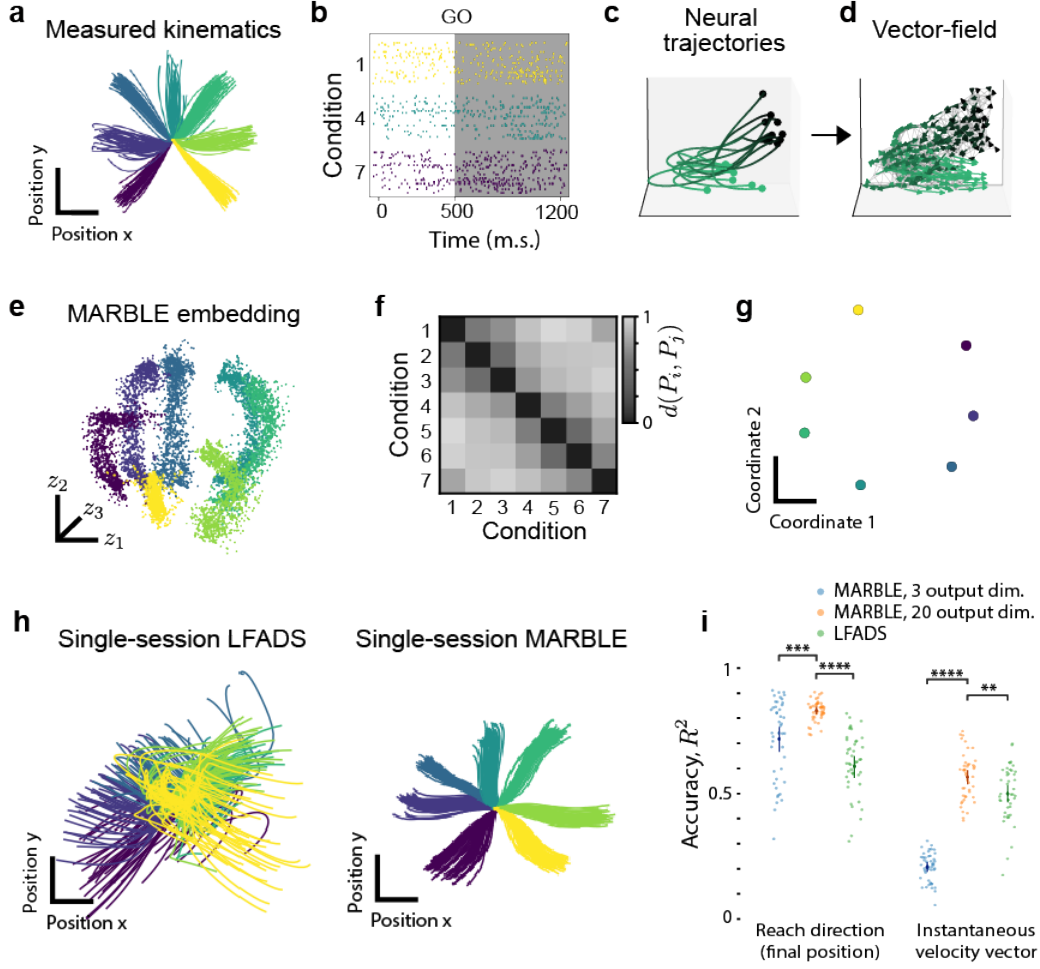 a
Measured kinematics
Position y
Position x
b
GO
Condition
1
4
7
0
500
1200
Time (m.s.)
c
Neural
trajectories
d
Vector-field
e
MARBLE embedding
z2
z3
z1
f
Condition
1
2
3
4
5
6
7
1 2 3 4 5 6 7
Condition
1
0
d(Pi, Pj)
g
Coordinate 2
Coordinate 1
h
Single-session LFADS
Position y
Position x
Single-session MARBLE
Position y
Position x
MARBLE, 3 output dim.
MARBLE, 20 output dim.
LFADS
i
***
****
****
**
Accuracy, R²
1
0.5
0
Reach direction
(final position)
Instantaneous
velocity vector